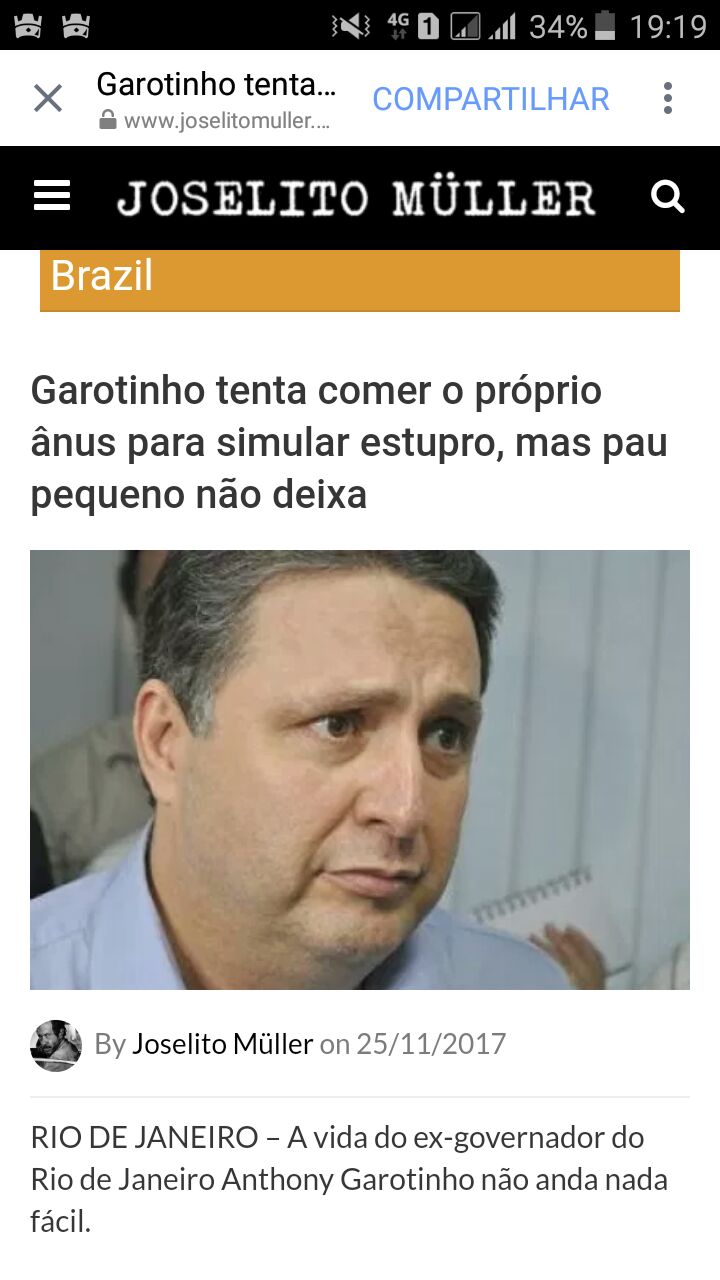 4G 1 34% 19:19
Garotinho tenta...
COMPARTILHAR
www.joselitomuller....
JOSELITO MÜLLER
Brazil
Garotinho tenta comer o próprio
ânus para simular estupro, mas pau
pequeno não deixa
By Joselito Müller on 25/11/2017
RIO DE JANEIRO – A vida do ex-governador do
Rio de Janeiro Anthony Garotinho não anda nada
fácil.